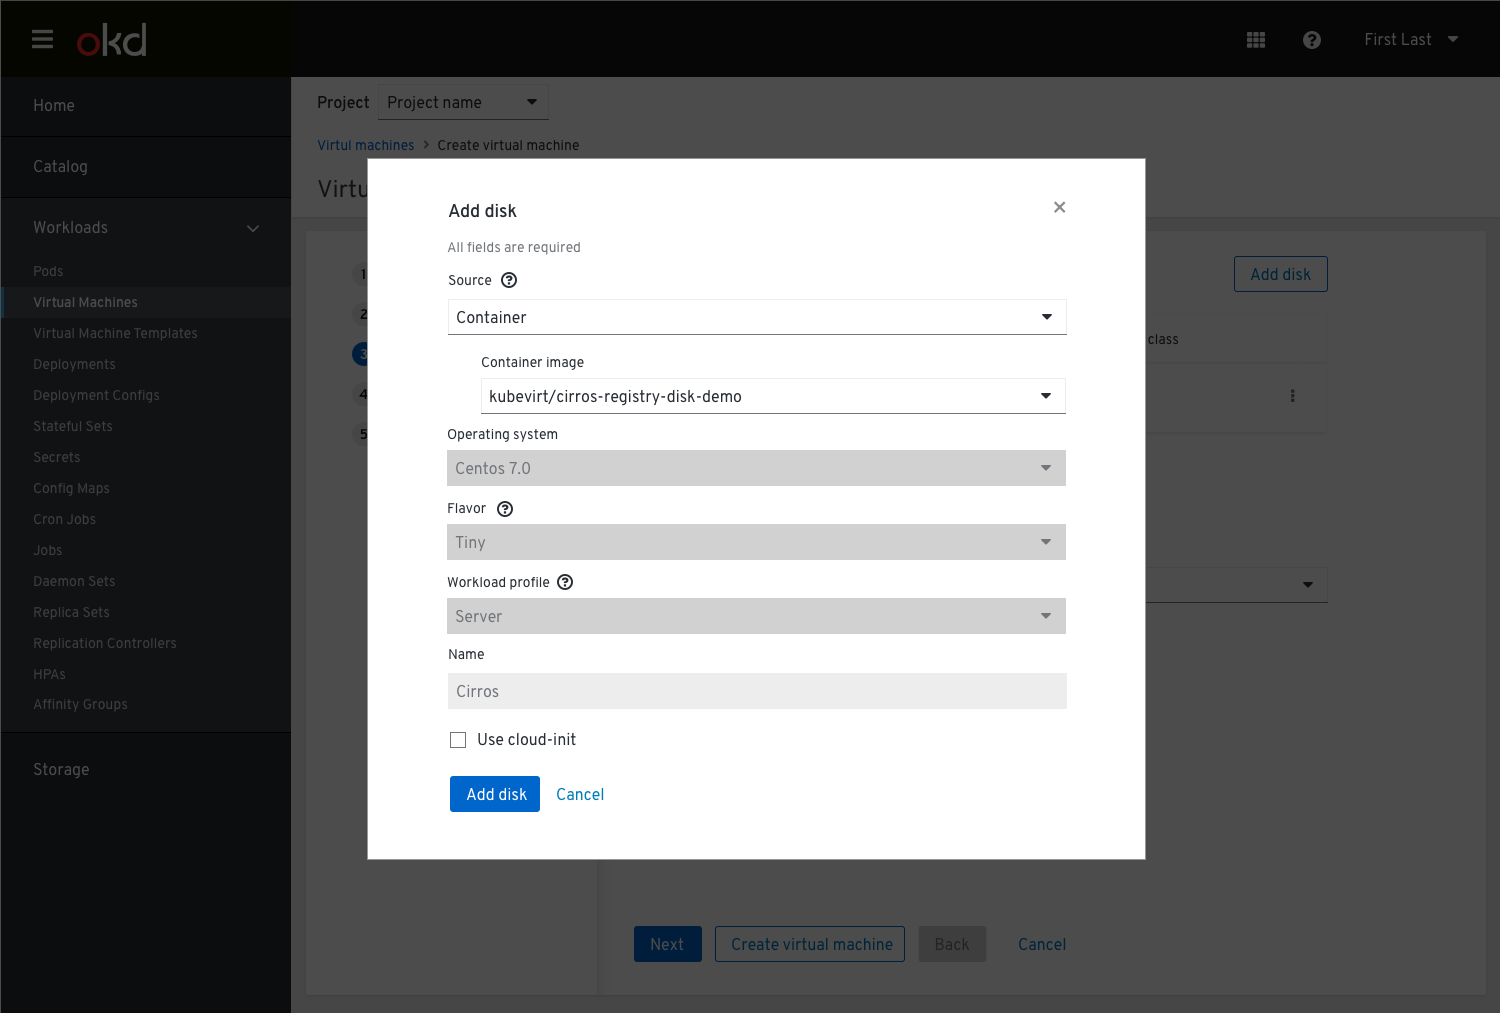 okd
First Last
Home
Project Project name
Virtul machines > Create virtual machine
Catalog
Virtu
Add disk
Workloads
All fields are required
Pods
1
Add disk
Source
Virtual Machines
2
Container
Virtual Machine Templates
class
3
Container image
Deployments
4
kubevirt/cirros-registry-disk-demo
Deployment Configs
5
Operating system
Stateful Sets
Secrets
Centos 7.0
Config Maps
Flavor
Cron Jobs
Tiny
Jobs
Workload profile
Daemon Sets
Server
Replica Sets
Name
Replication Controllers
HPAs
Cirros
Affinity Groups
Use cloud-init
Storage
Add disk Cancel
Next Create virtual machine Back Cancel